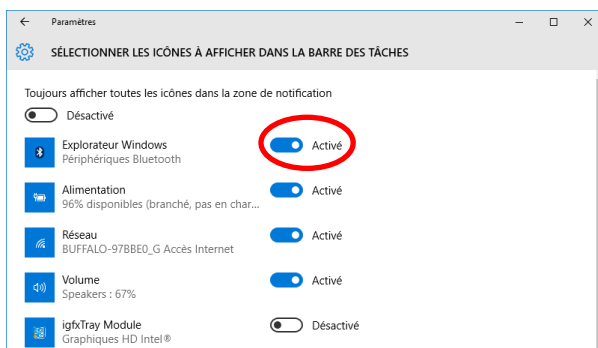 Paramètres
SÉLECTIONNER LES ICÔNES À AFFICHER DANS LA BARRE DES TÂCHES
Toujours afficher toutes les icônes dans la zone de notification
Désactivé
Explorateur Windows
Activé
Périphériques Bluetooth
Alimentation
Activé
96% disponibles (branché, pas en char...
Réseau
Activé
BUFFALO-97BBE0_G Accès Internet
Volume
Activé
Speakers : 67%
igfxTray Module
Désactivé
Graphiques HD Intel®